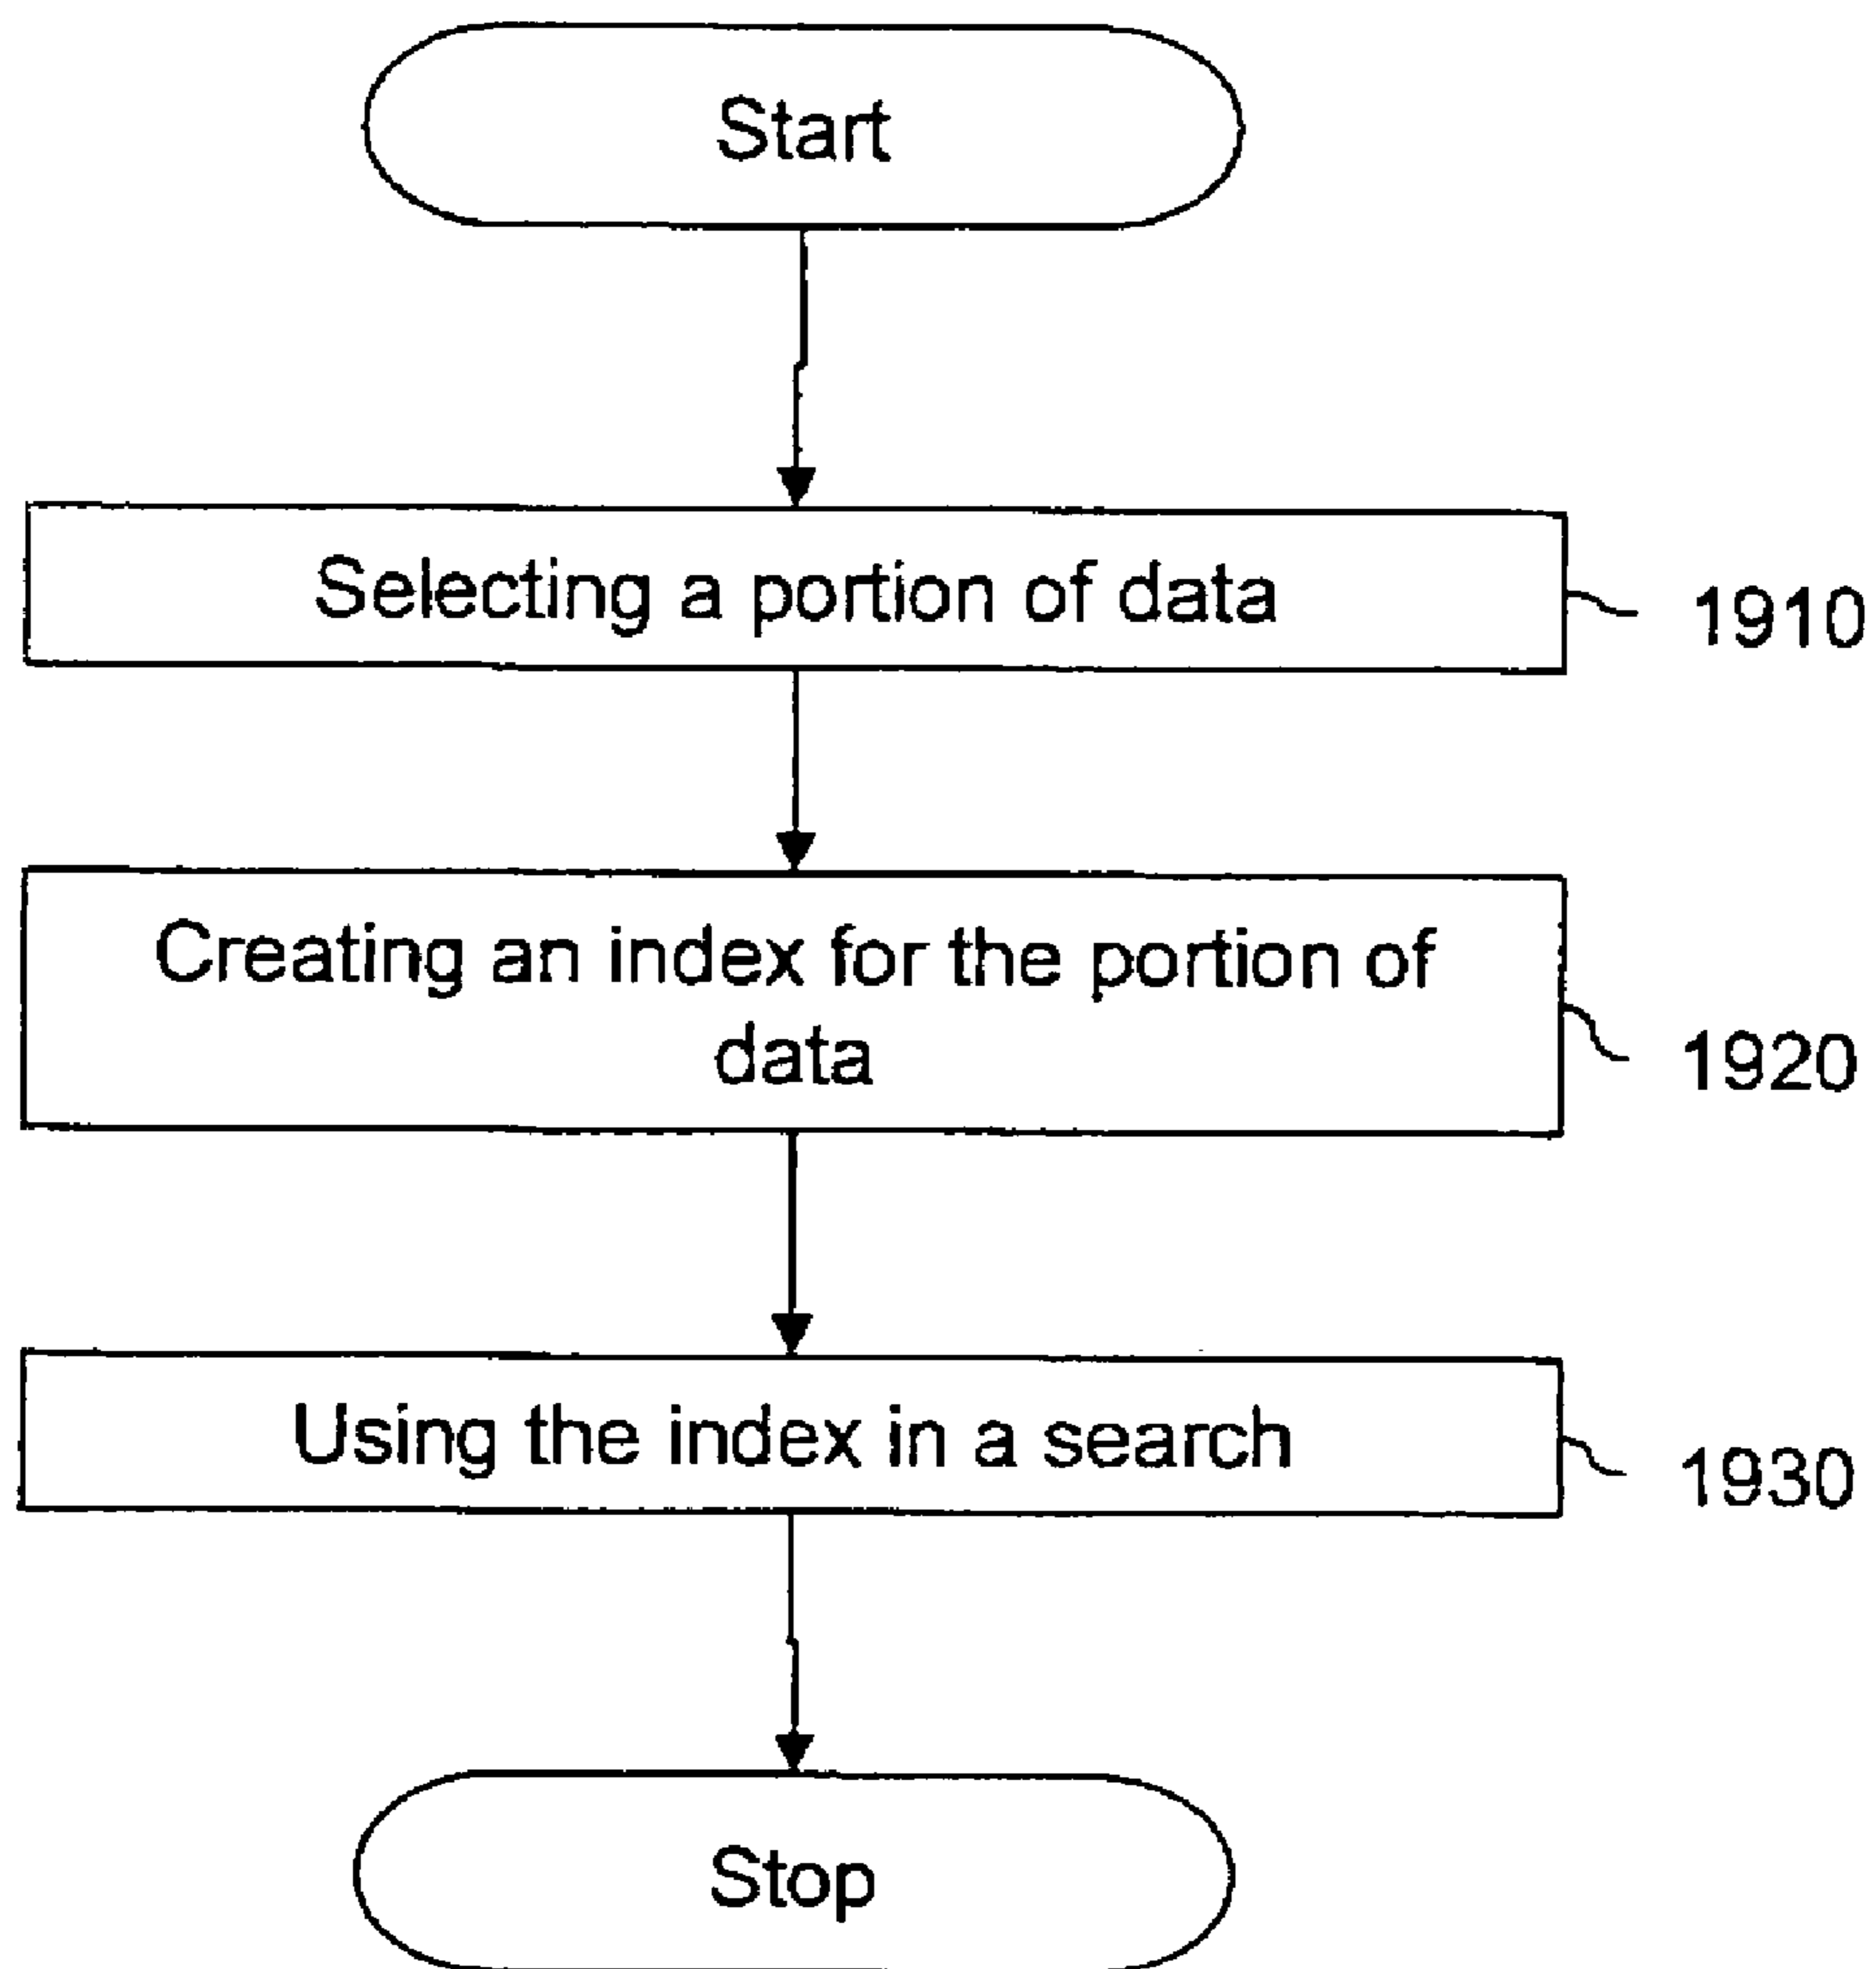 Start
Selecting a portion of data
1910
Creating an index for the portion of
data
1920
Using the index in a search
1930
Stop